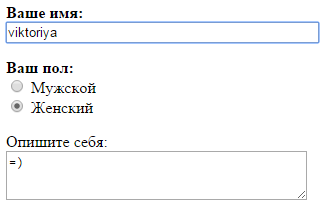 Ваше имя:
viktoriya
Ваш пол:
Мужской
Женский
Опишите себя:
=)